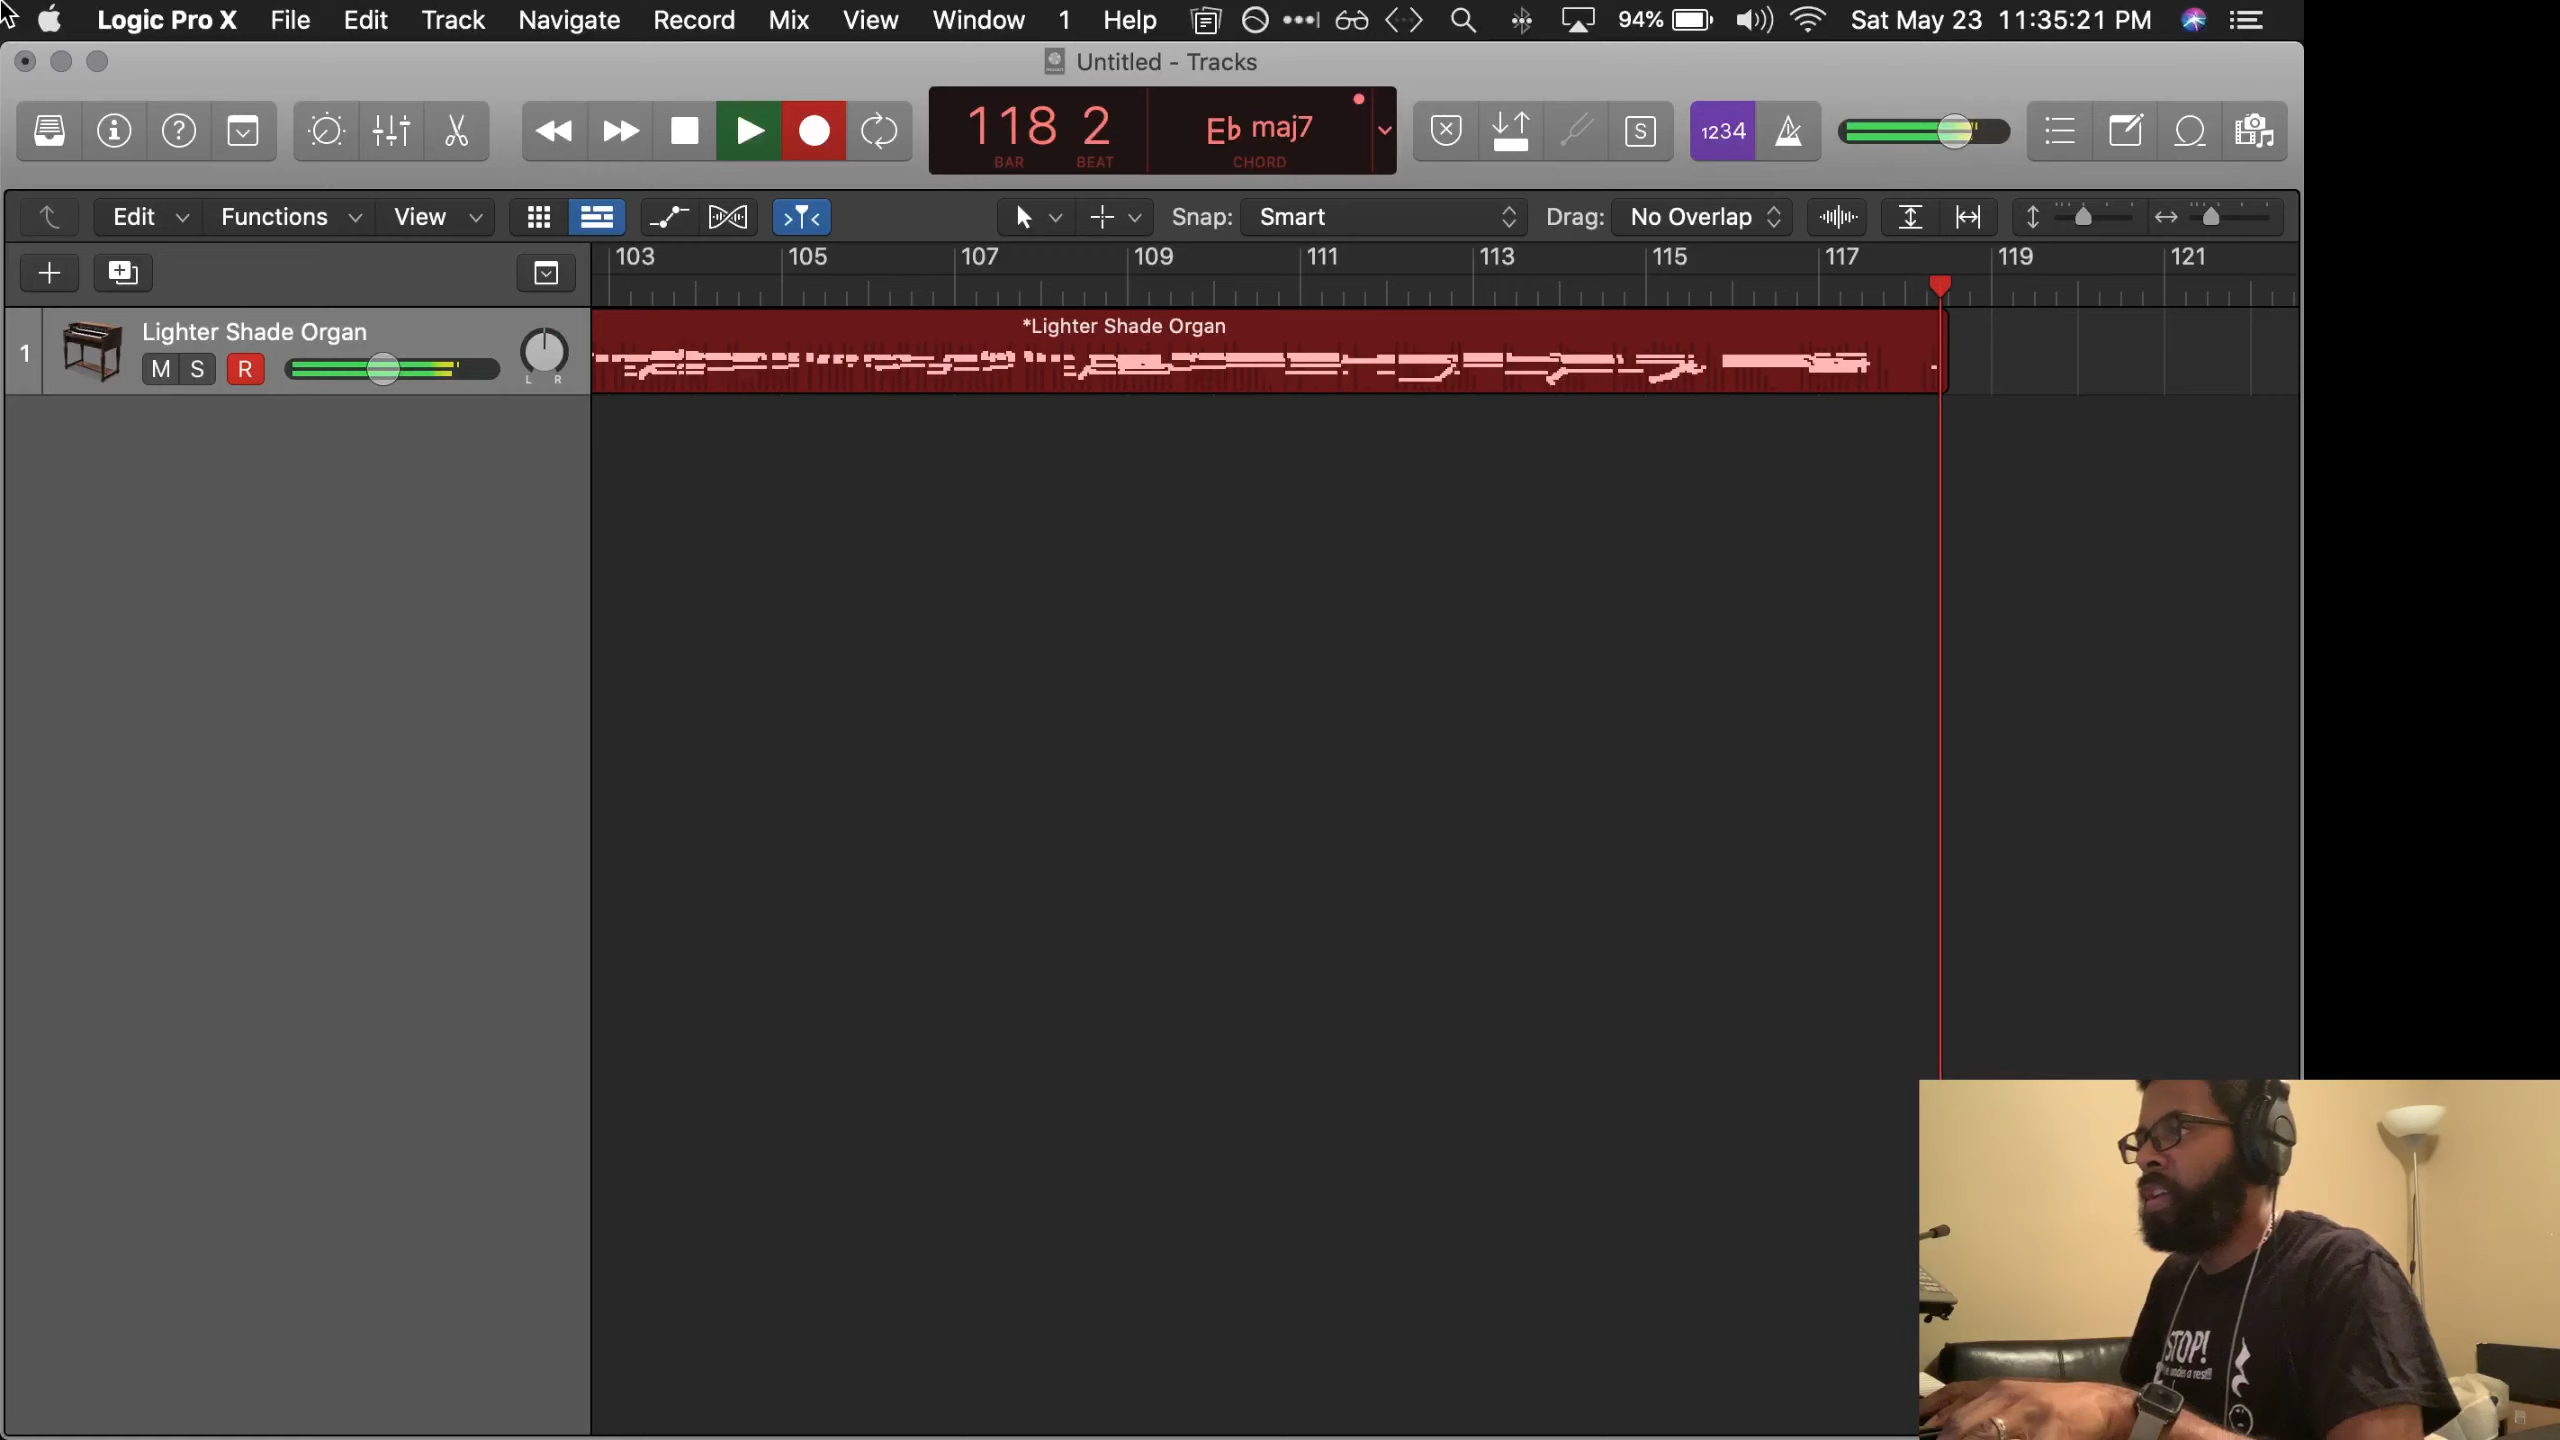 Logic Pro X File Edit Track Navigate Record Mix View Window 1 Help 94% Sat May 23 11:35:21 PM
Untitled - Tracks
118 2 Eb maj7
BAR BEAT CHORD
S 1234
Edit Functions View Snap: Smart Drag: No Overlap
103 105 107 109 111 113 115 117 119 121
1 Lighter Shade Organ
M S R
L R
*Lighter Shade Organ
STOP!